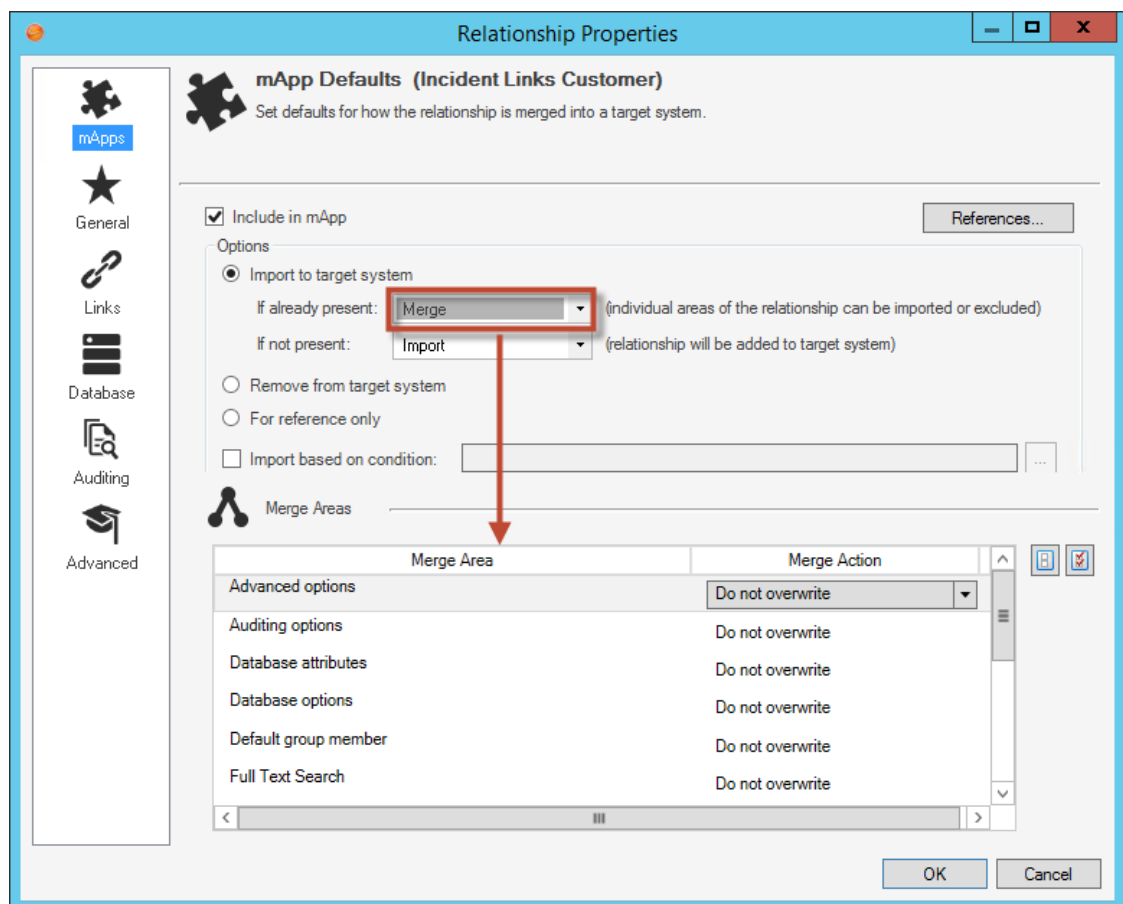 Relationship Properties
mApps
General
Links
Database
Auditing
Advanced
mApp Defaults (Incident Links Customer)
Set defaults for how the relationship is merged into a target system.
Include in mApp
References...
Options
Import to target system
If already present: Merge (individual areas of the relationship can be imported or excluded)
If not present: Import (relationship will be added to target system)
Remove from target system
For reference only
Import based on condition: ...
Merge Areas
Merge Area Merge Action
Advanced options Do not overwrite
Auditing options Do not overwrite
Database attributes Do not overwrite
Database options Do not overwrite
Default group member Do not overwrite
Full Text Search Do not overwrite
OK Cancel